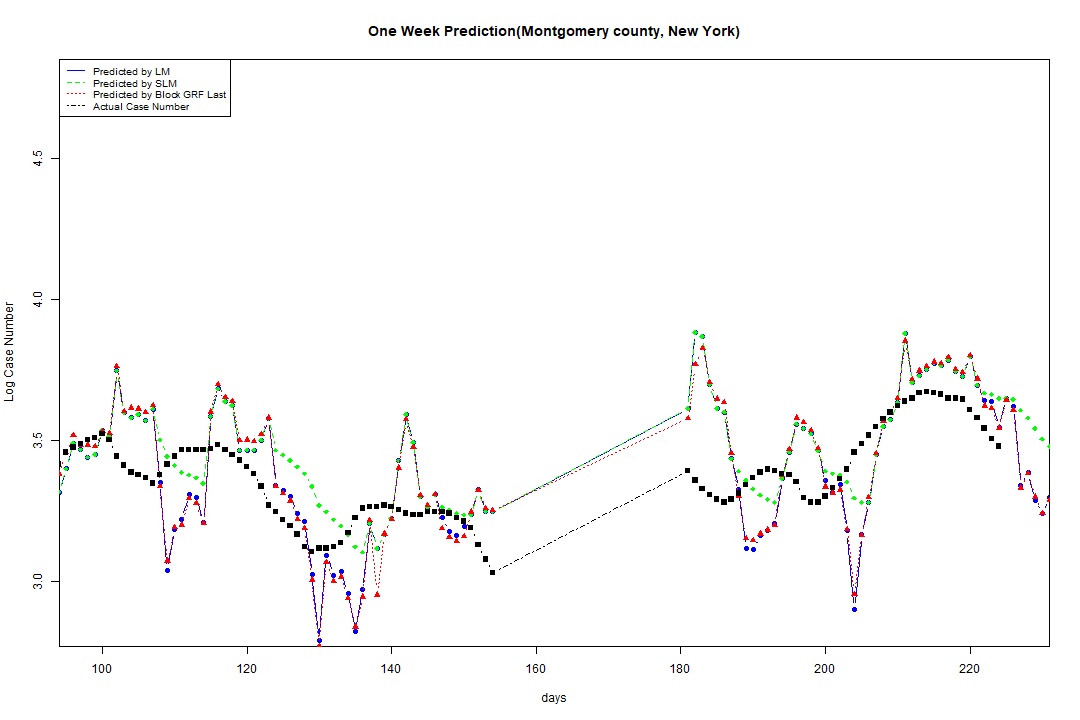 One Week Prediction(Montgomery county, New York)
Predicted by LM
Predicted by SLM
Predicted by Block GRF Last
Actual Case Number
Log Case Number
4.5
4.0
3.5
3.0
100 120 140 160 180 200 220
days